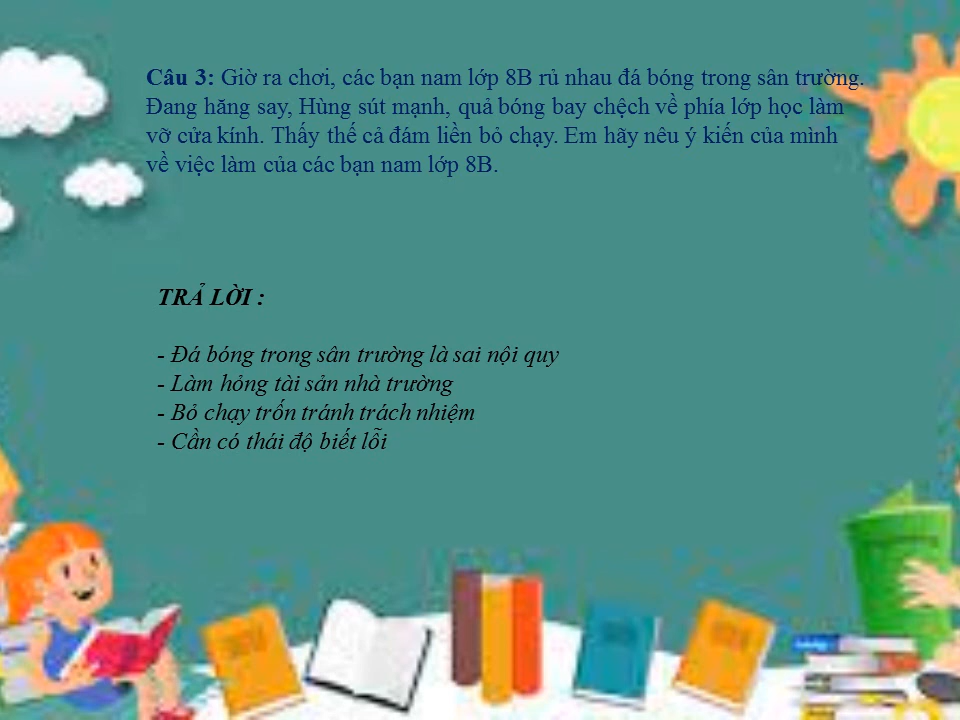 Câu 3: Giờ ra chơi, các bạn nam lớp 8B rủ nhau đá bóng trong sân trường.
Đang hăng say, Hùng sút mạnh, quả bóng bay chệch về phía lớp học làm
vỡ cửa kính. Thấy thế cả đám liền bỏ chạy. Em hãy nêu ý kiến của mình
về việc làm của các bạn nam lớp 8B.
TRẢ LỜI :
- Đá bóng trong sân trường là sai nội quy
- Làm hỏng tài sản nhà trường
- Bỏ chạy trốn tránh trách nhiệm
- Cần có thái độ biết lỗi